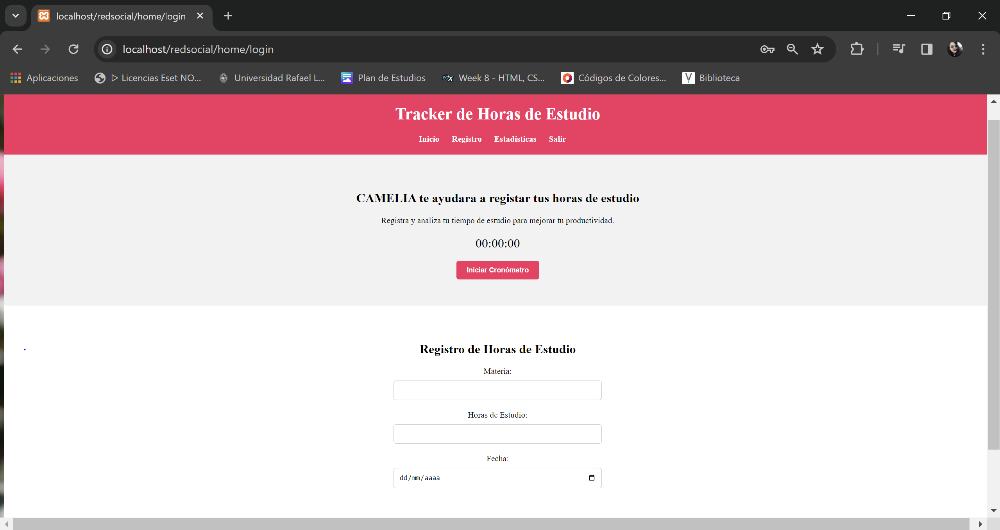 localhost/redsocial/home/login
localhost/redsocial/home/login
Aplicaciones
▷ Licencias Eset NO...
Universidad Rafael L...
Plan de Estudios
edX
Week 8 - HTML, CS...
Códigos de Colores...
Biblioteca
Tracker de Horas de Estudio
Inicio Registro Estadísticas Salir
CAMELIA te ayudara a registar tus horas de estudio
Registra y analiza tu tiempo de estudio para mejorar tu productividad.
00:00:00
Iniciar Cronómetro
Registro de Horas de Estudio
Materia:
Horas de Estudio:
Fecha:
dd/mm/aaaa